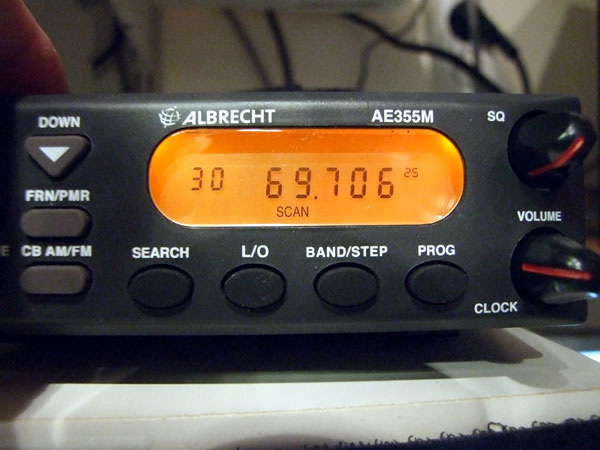 ALBRECHT AE355M
DOWN
FRN/PMR
CB AM/FM
30 69.706 25
SCAN
SEARCH L/O BAND/STEP PROG
SQ
VOLUME
CLOCK